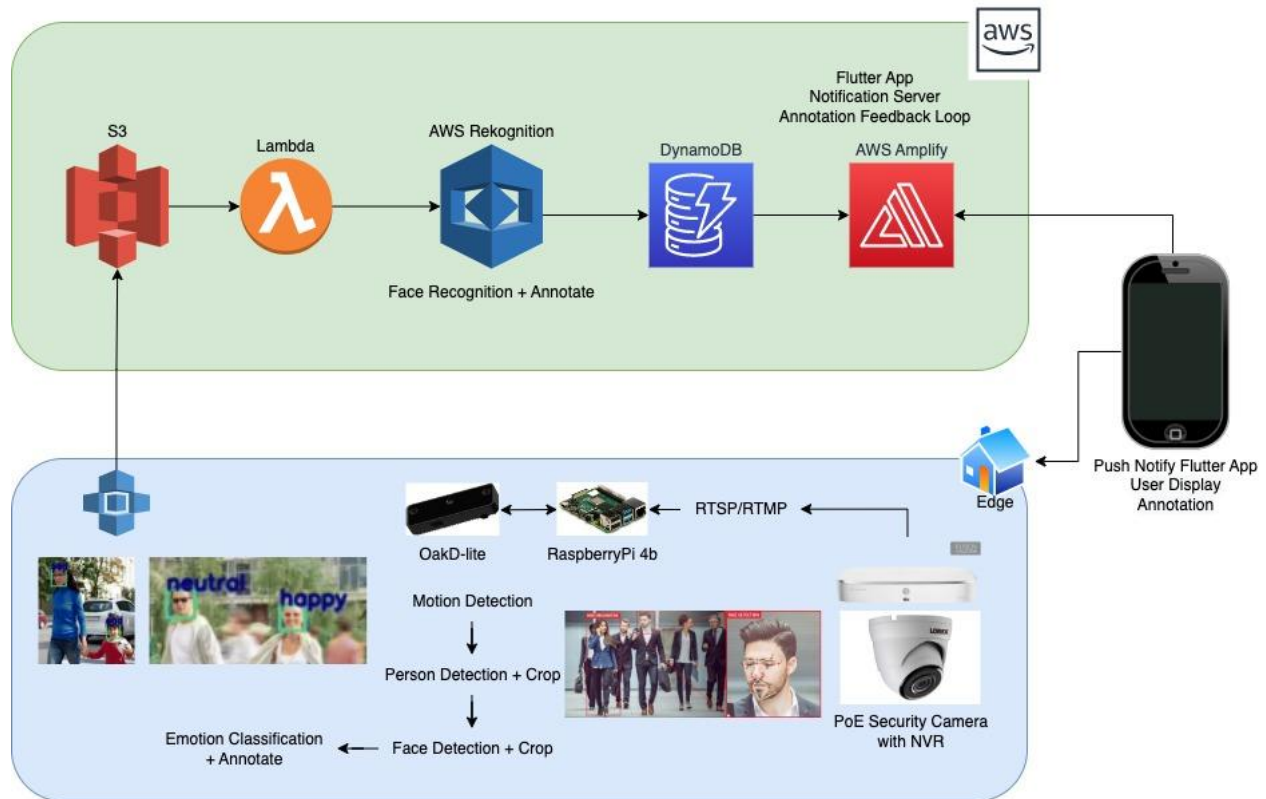 aws
Flutter App
Notification Server
Annotation Feedback Loop
S3
Lambda
AWS Rekognition
DynamoDB
AWS Amplify
Face Recognition + Annotate
Push Notify Flutter App
User Display
Annotation
Edge
RTSP/RTMP
OakD-lite
RaspberryPi 4b
neutral
happy
Motion Detection
Person Detection + Crop
Face Detection + Crop
Emotion Classification
+ Annotate
LOREX
PoE Security Camera
with NVR